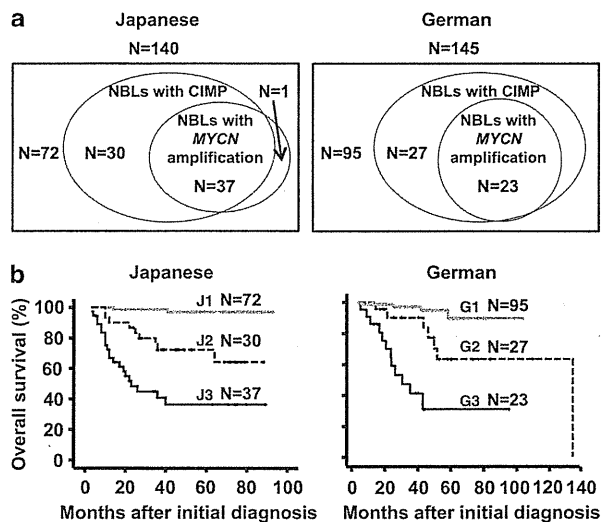 a
Japanese
German
N=140
N=145
NBLs with CIMP
N=1
NBLs with
MYCN
amplification
N=72
N=30
N=37
NBLs with CIMP
NBLs with
MYCN
amplification
N=95
N=27
N=23
b
Japanese
German
Overall survival (%)
100
80
60
40
20
0
J1 N=72
J2 N=30
J3 N=37
0 20 40 60 80 100
Months after initial diagnosis
G1 N=95
G2 N=27
G3 N=23
0 20 40 60 80 100 120 140
Months after initial diagnosis